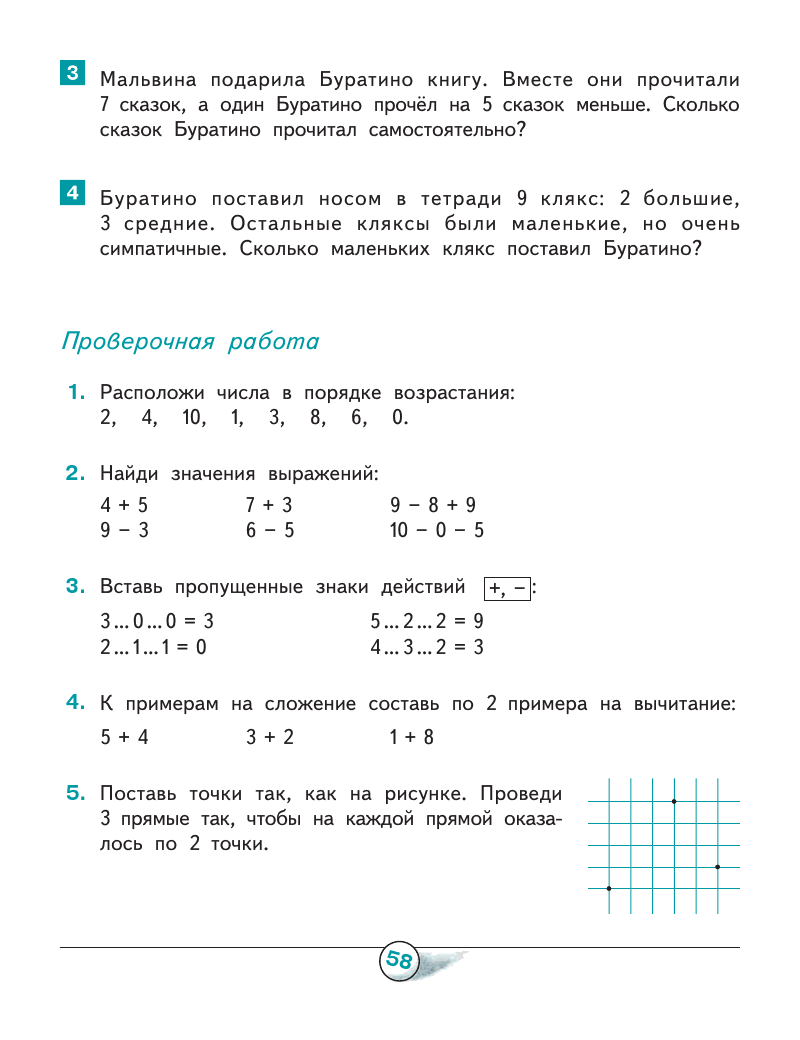 3 Мальвина подарила Буратино книгу. Вместе они прочитали
7 сказок, а один Буратино прочёл на 5 сказок меньше. Сколько
сказок Буратино прочитал самостоятельно?
4 Буратино поставил носом в тетради 9 клякс: 2 большие,
3 средние. Остальные кляксы были маленькие, но очень
симпатичные. Сколько маленьких клякс поставил Буратино?
Проверочная работа
1. Расположи числа в порядке возрастания:
2, 4, 10, 1, 3, 8, 6, 0.
2. Найди значения выражений:
4 + 5 7 + 3 9 − 8 + 9
9 − 3 6 − 5 10 − 0 − 5
3. Вставь пропущенные знаки действий +, − :
3...0...0 = 3 5...2...2 = 9
2...1...1 = 0 4...3...2 = 3
4. К примерам на сложение составь по 2 примера на вычитание:
5 + 4 3 + 2 1 + 8
5. Поставь точки так, как на рисунке. Проведи
3 прямые так, чтобы на каждой прямой оказа-
лось по 2 точки.
58